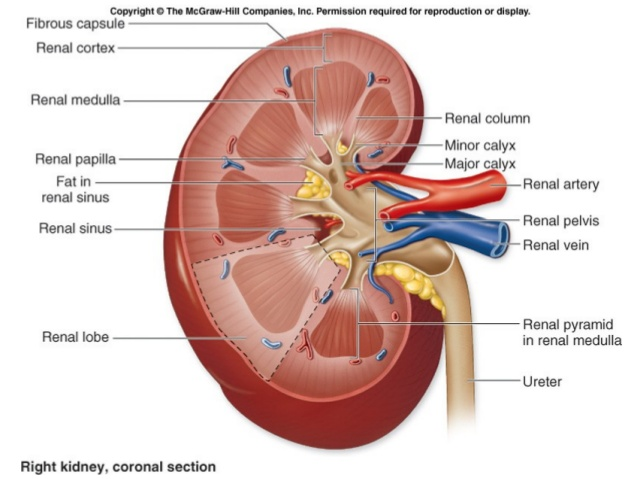 Copyright © The McGraw-Hill Companies, Inc. Permission required for reproduction or display.
Fibrous capsule
Renal cortex
Renal medulla
Renal papilla
Fat in
renal sinus
Renal sinus
Renal lobe
Renal column
Minor calyx
Major calyx
Renal artery
Renal pelvis
Renal vein
Renal pyramid
in renal medulla
Ureter
Right kidney, coronal section